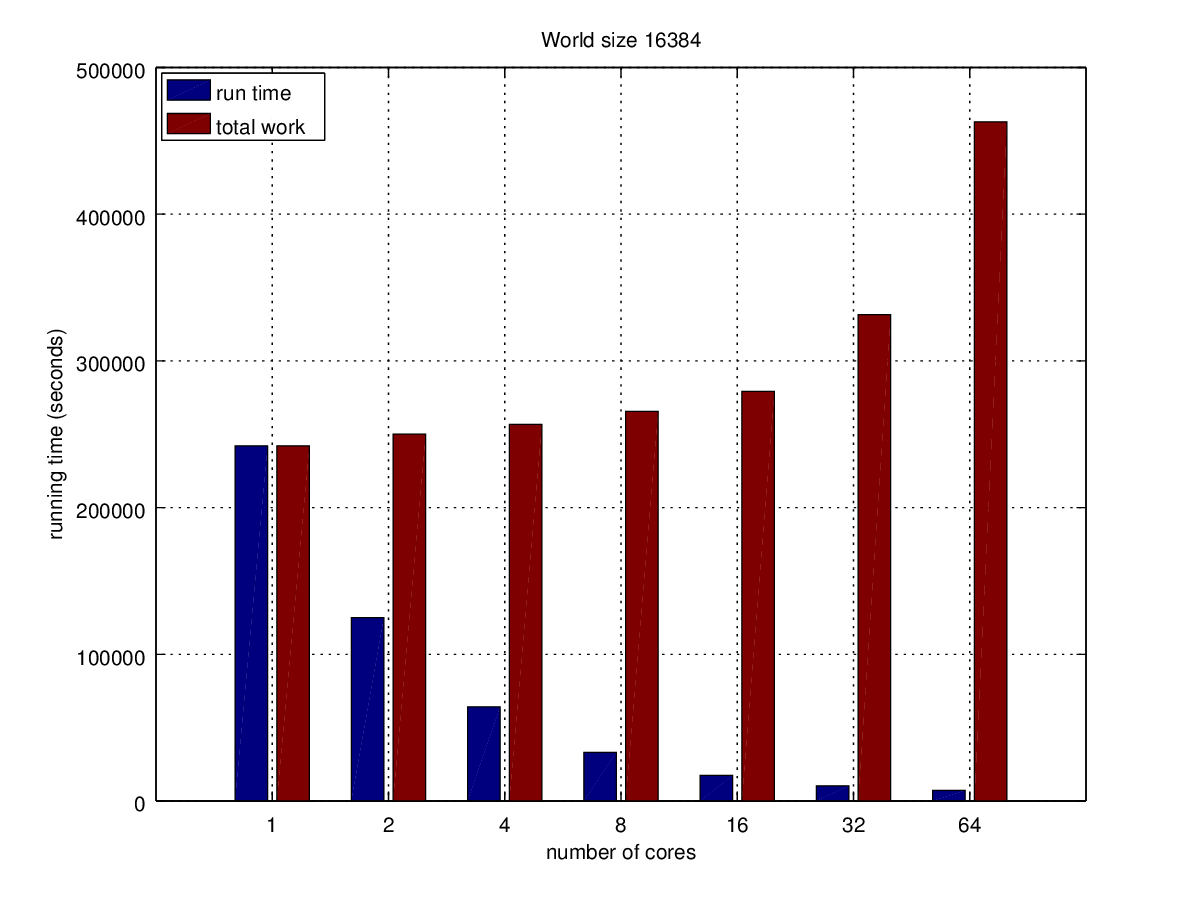 World size 16384
500000
run time
total work
400000
300000
200000
100000
0
running time (seconds)
1 2 4 8 16 32 64
number of cores